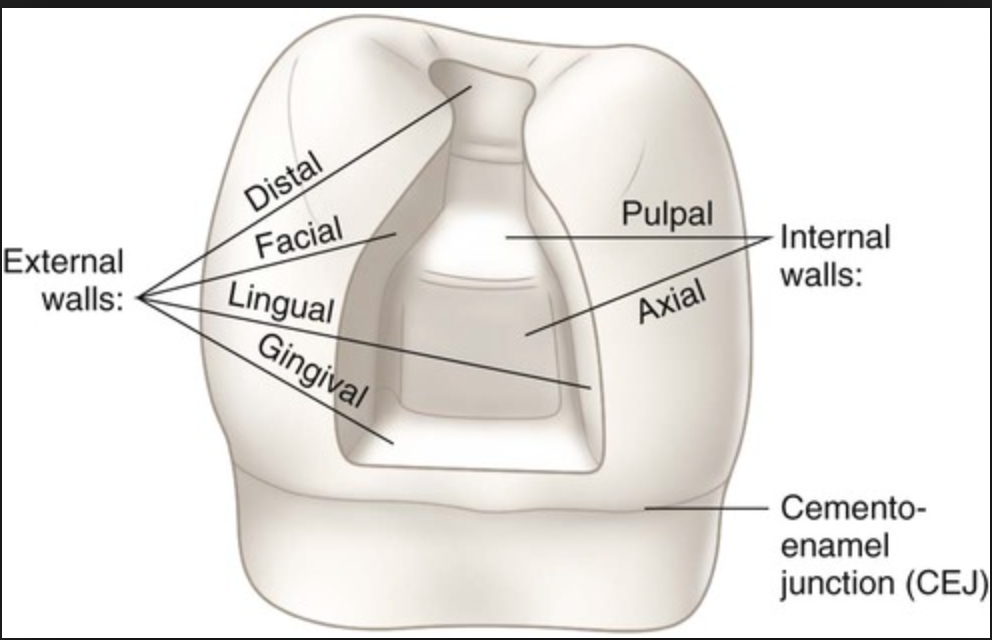 External
walls:
Distal
Facial
Lingual
Gingival
Pulpal
Axial
Internal
walls:
Cemento-
enamel
junction (CEJ)